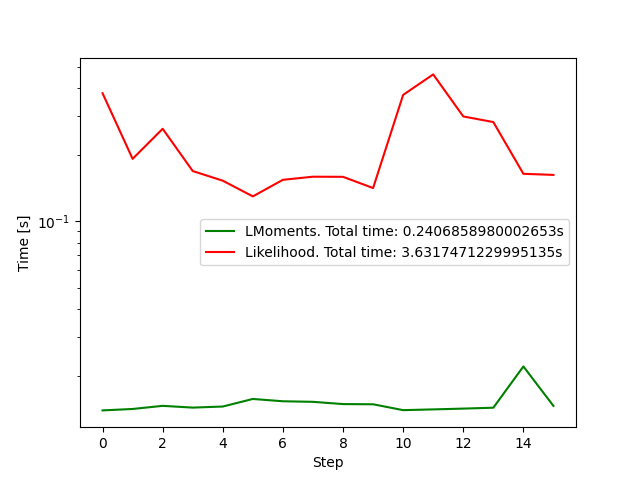 Time [s]
10⁻¹
LMoments. Total time: 0.2406858980002653s
Likelihood. Total time: 3.6317471229995135s
0 2 4 6 8 10 12 14
Step